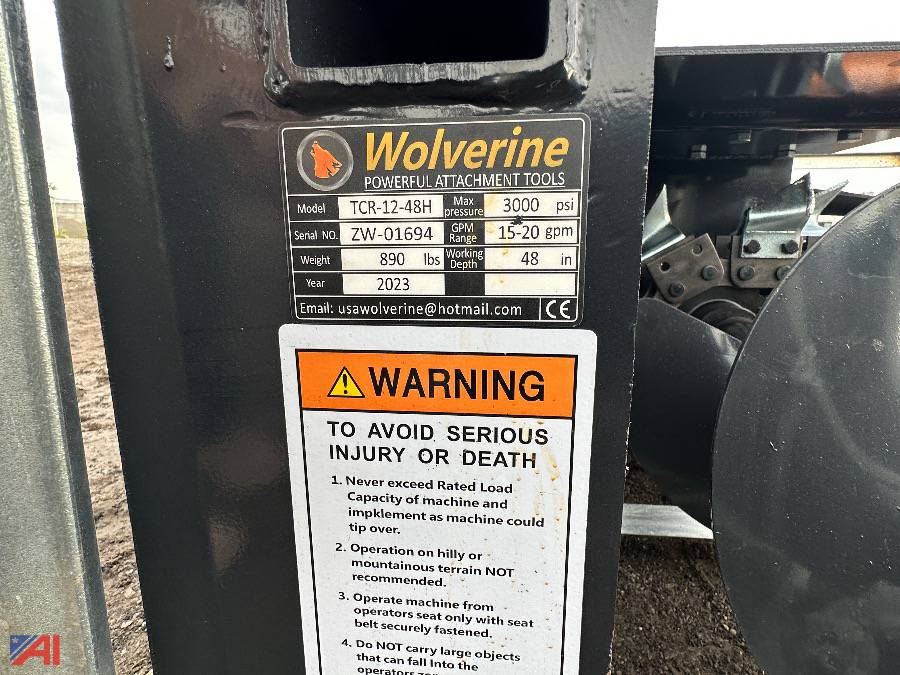 Wolverine
POWERFUL ATTACHMENT TOOLS
Model TCR-12-48H Max pressure 3000 psi
Serial NO. ZW-01694 GPM Range 15-20 gpm
Weight 890 lbs Working Depth 48 in
Year 2023
Email: usawolverine@hotmail.com CE
WARNING
TO AVOID SERIOUS
INJURY OR DEATH
1. Never exceed Rated Load
Capacity of machine and
impklement as machine could
tip over.
2. Operation on hilly or
mountainous terrain NOT
recommended.
3. Operate machine from
operators seat only with seat
belt securely fastened.
4. Do NOT carry large objects
that can fall Into the
operators
AI